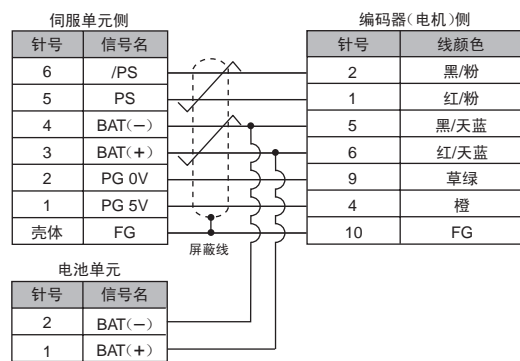 伺服单元侧 编码器(电机)侧
针号 信号名 针号 线颜色
6 /PS 2 黑/粉
5 PS 1 红/粉
4 BAT(-) 5 黑/天蓝
3 BAT(+) 6 红/天蓝
2 PG 0V 9 草绿
1 PG 5V 4 橙
壳体 FG 10 FG
屏蔽线
电池单元
针号 信号名
2 BAT(-)
1 BAT(+)